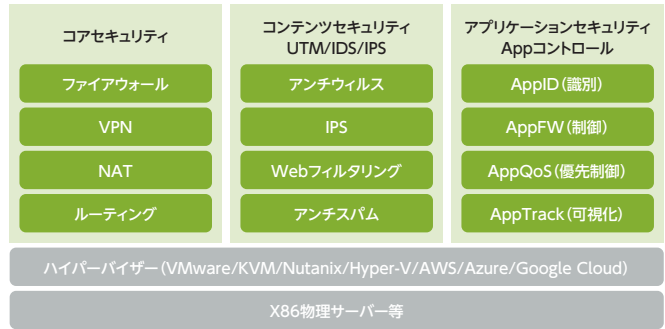 コアセキュリティ
ファイアウォール
VPN
NAT
ルーティング
コンテンツセキュリティ
UTM/IDS/IPS
アンチウィルス
IPS
Webフィルタリング
アンチスパム
アプリケーションセキュリティ
Appコントロール
AppID(識別)
AppFW(制御)
AppQoS(優先制御)
AppTrack(可視化)
ハイパーバイザー(VMware/KVM/Nutanix/Hyper-V/AWS/Azure/Google Cloud)
X86物理サーバー等